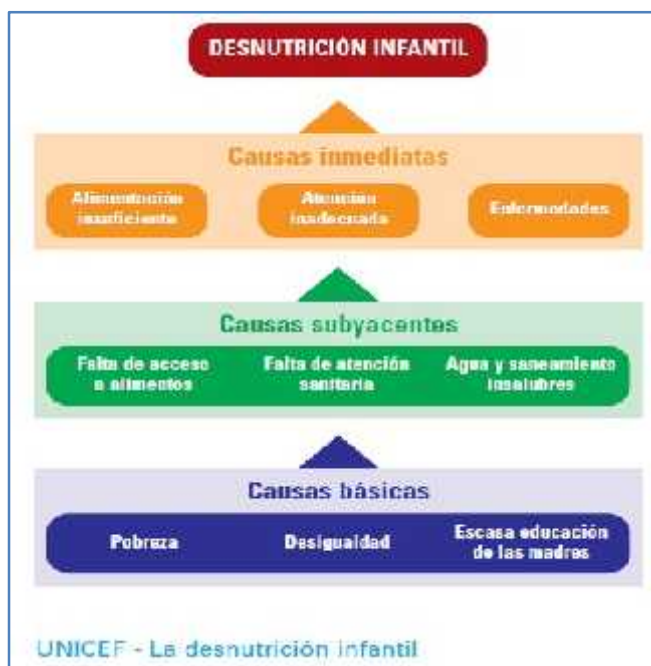 DESNUTRICIÓN INFANTIL
Causas inmediatas
Alimentación insuficiente
Atención inadecuada
Enfermedades
Causas subyacentes
Falta de acceso a alimentos
Falta de atención sanitaria
Agua y saneamiento insalubres
Causas básicas
Pobreza
Desigualdad
Escasa educación de las madres
UNICEF - La desnutrición infantil